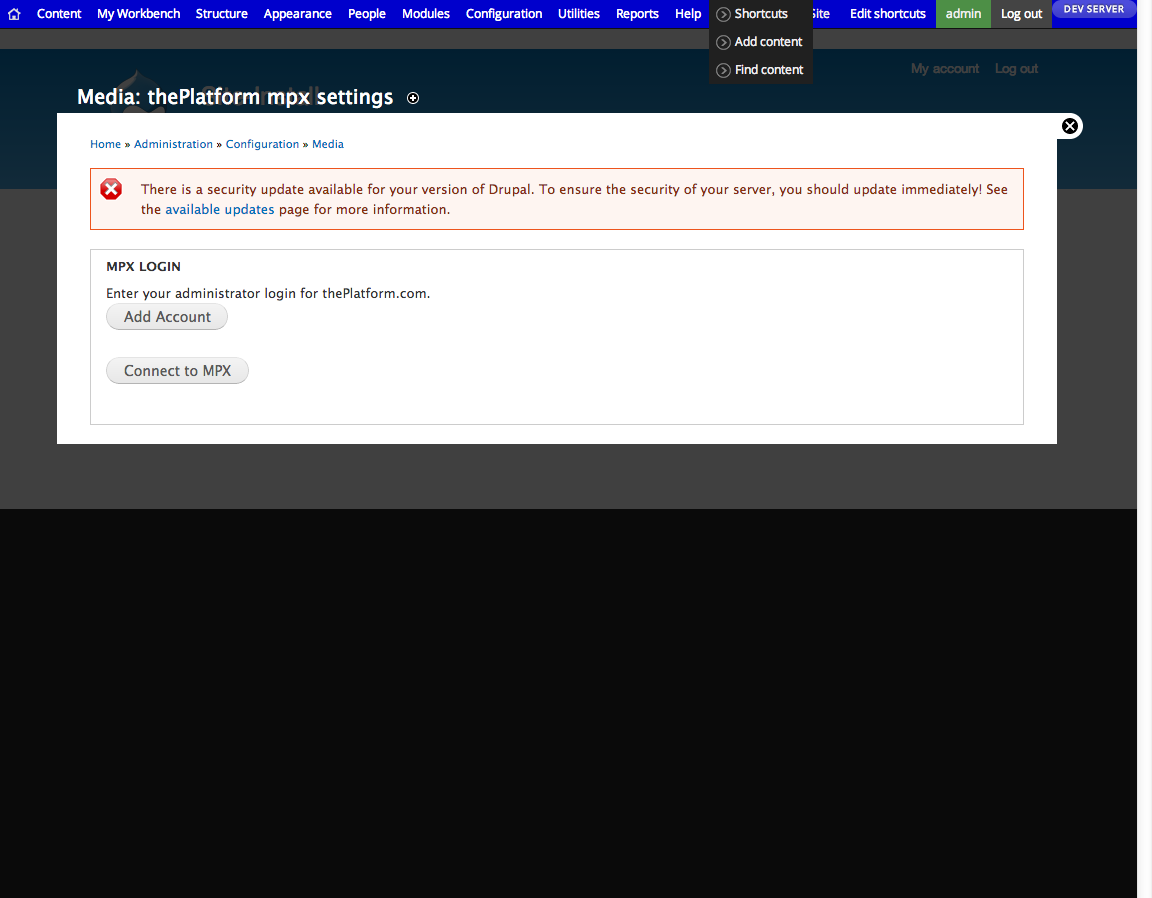 Content My Workbench Structure Appearance People Modules Configuration Utilities Reports Help Shortcuts Edit shortcuts admin Log out DEV SERVER
Add content
Find content
My account Log out
Media: thePlatform mpx settings
Home » Administration » Configuration » Media
There is a security update available for your version of Drupal. To ensure the security of your server, you should update immediately! See
the available updates page for more information.
MPX LOGIN
Enter your administrator login for thePlatform.com.
Add Account
Connect to MPX